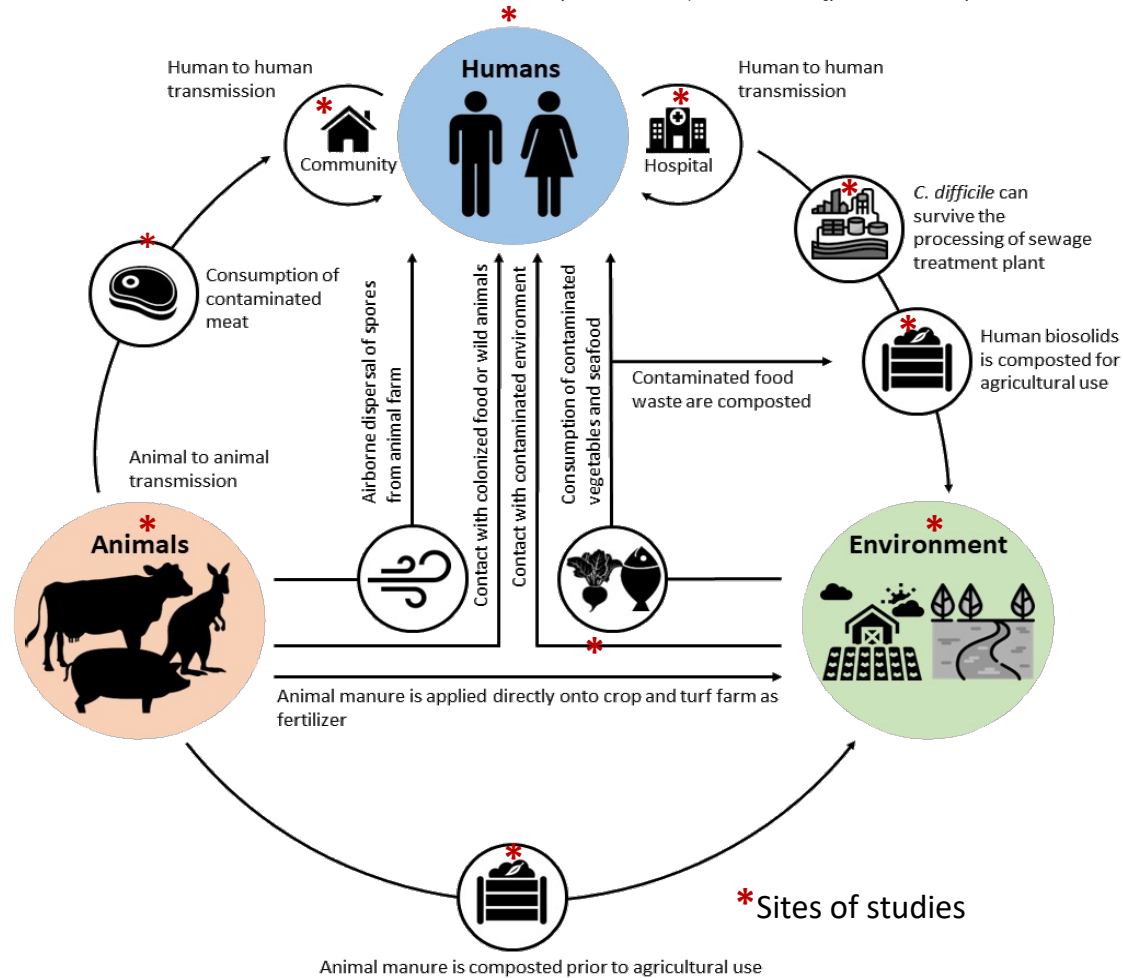 *
Humans
Human to human
transmission
*
Community
Human to human
transmission
*
Hospital
*
C. difficile can
survive the
processing of sewage
treatment plant
*
Consumption of
contaminated
meat
*
Human biosolids
is composted for
agricultural use
Airborne dispersal of spores
from animal farm
Contact with colonized food or wild animals
Contact with contaminated environment
Consumption of contaminated
vegetables and seafood
Contaminated food
waste are composted
Animal to animal
transmission
*
Animals
*
Environment
*
Animal manure is applied directly onto crop and turf farm as
fertilizer
*
*Sites of studies
Animal manure is composted prior to agricultural use